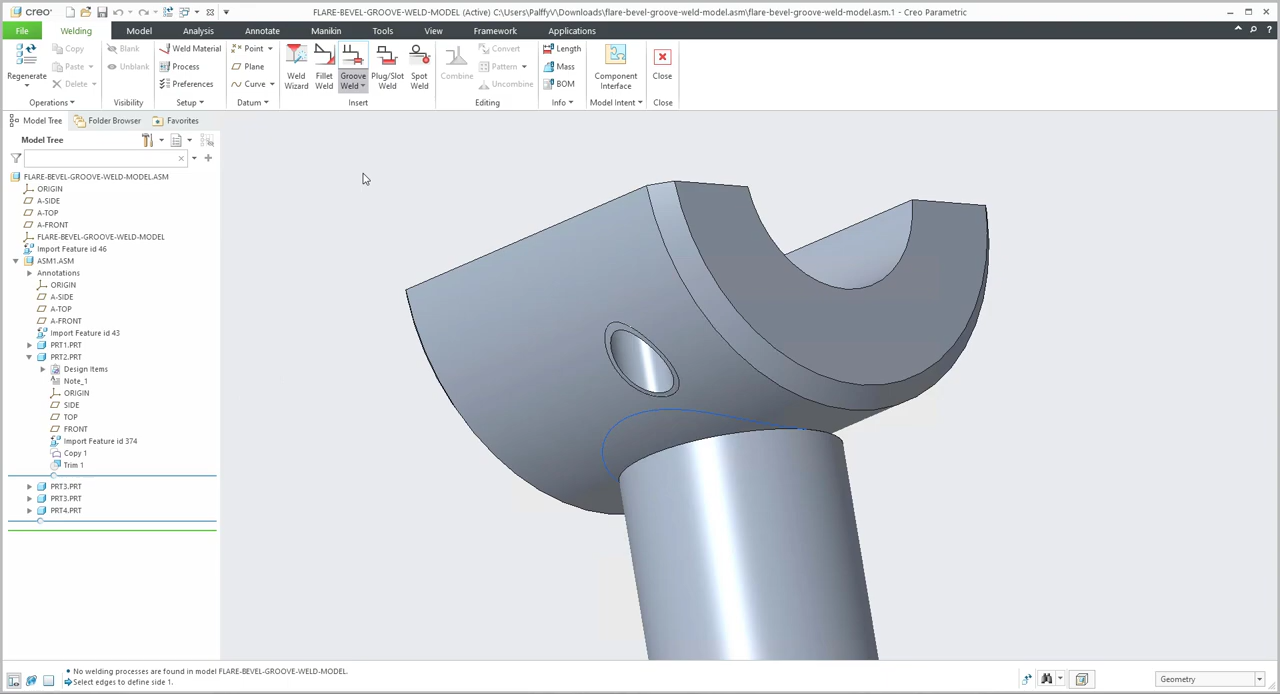 creo
FLARE-BEVEL-GROOVE-WELD-MODEL (Active) C:\Users\PalffyV\Downloads\flare-bevel-groove-weld-model.asm\flare-bevel-groove-weld-model.asm.1 - Creo Parametric
File Welding Model Analysis Annotate Manikin Tools View Framework Applications
Regenerate
Copy
Paste
Delete
Operations
Blank
Unblank
Visibility
Weld Material
Process
Preferences
Setup
Point
Plane
Curve
Datum
Weld Wizard
Fillet Weld
Groove Weld
Plug/Slot Weld
Spot Weld
Insert
Combine
Convert
Pattern
Uncombine
Editing
Length
Mass
BOM
Info
Component Interface
Model Intent
Close
Close
Model Tree Folder Browser Favorites
Model Tree
FLARE-BEVEL-GROOVE-WELD-MODEL.ASM
ORIGIN
A-SIDE
A-TOP
A-FRONT
FLARE-BEVEL-GROOVE-WELD-MODEL
Import Feature id 46
ASM1.ASM
Annotations
ORIGIN
A-SIDE
A-TOP
A-FRONT
Import Feature id 43
PRT1.PRT
PRT2.PRT
Design Items
Note_1
ORIGIN
SIDE
TOP
FRONT
Import Feature id 374
Copy 1
Trim 1
PRT3.PRT
PRT3.PRT
PRT4.PRT
• No welding processes are found in model FLARE-BEVEL-GROOVE-WELD-MODEL.
Select edges to define side 1.
Geometry